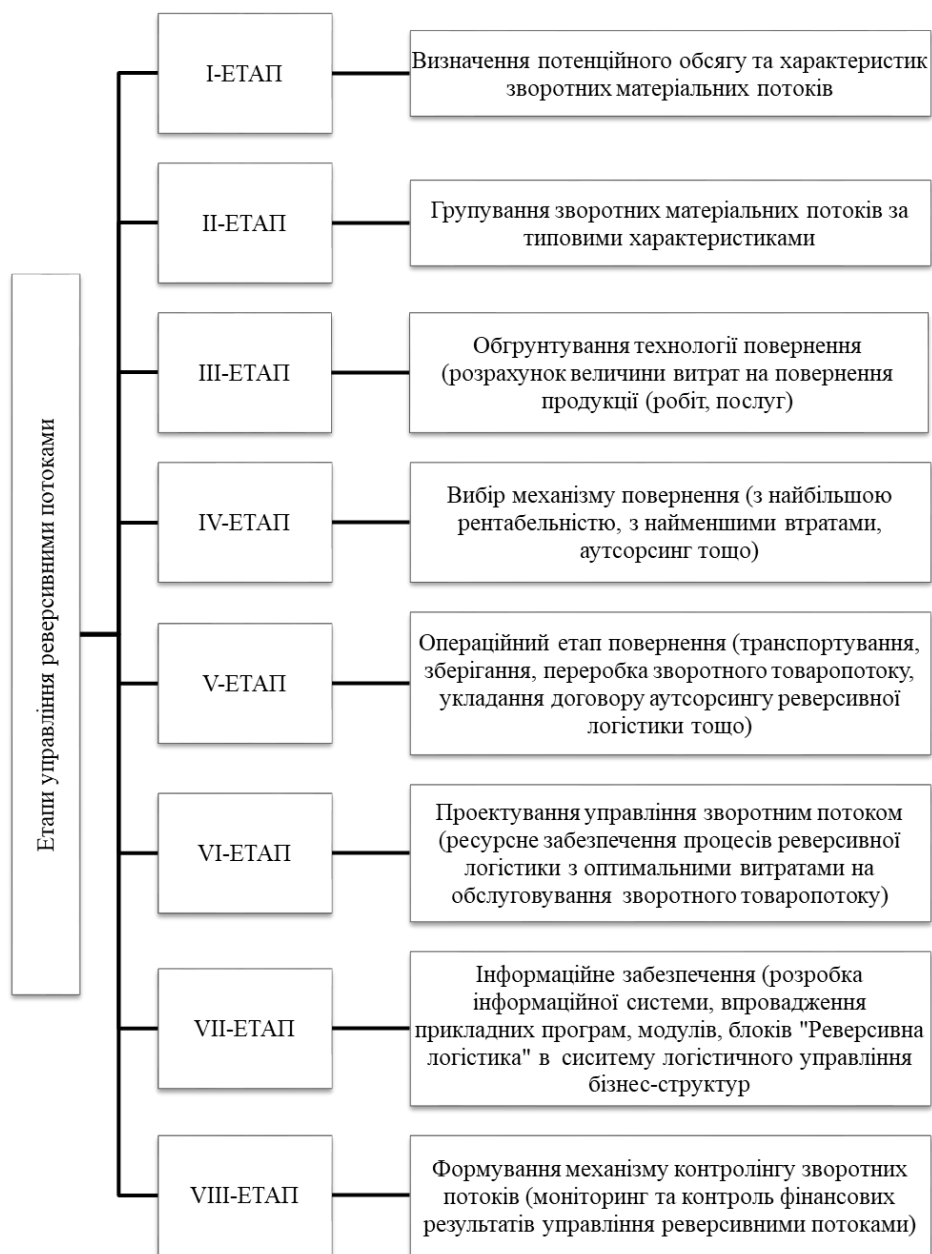 Етапи управління реверсивними потоками
I-ЕТАП
Визначення потенційного обсягу та характеристик
зворотних матеріальних потоків
II-ЕТАП
Групування зворотних матеріальних потоків за
типовими характеристиками
III-ЕТАП
Обгрунтування технології повернення
(розрахунок величини витрат на повернення
продукції (робіт, послуг)
IV-ЕТАП
Вибір механізму повернення (з найбільшою
рентабельністю, з найменшими втратами,
аутсорсинг тощо)
V-ЕТАП
Операційний етап повернення (транспортування,
зберігання, переробка зворотного товаропотоку,
укладання договору аутсорсингу реверсивної
логістики тощо)
VI-ЕТАП
Проектування управління зворотним потоком
(ресурсне забезпечення процесів реверсивної
логістики з оптимальними витратами на
обслуговування зворотного товаропотоку)
VII-ЕТАП
Інформаційне забезпечення (розробка
інформаційної системи, впровадження
прикладних програм, модулів, блоків "Реверсивна
логістика" в сиситему логістичного управління
бізнес-структур
VIII-ЕТАП
Формування механізму контролінгу зворотних
потоків (моніторинг та контроль фінансових
результатів управління реверсивними потоками)